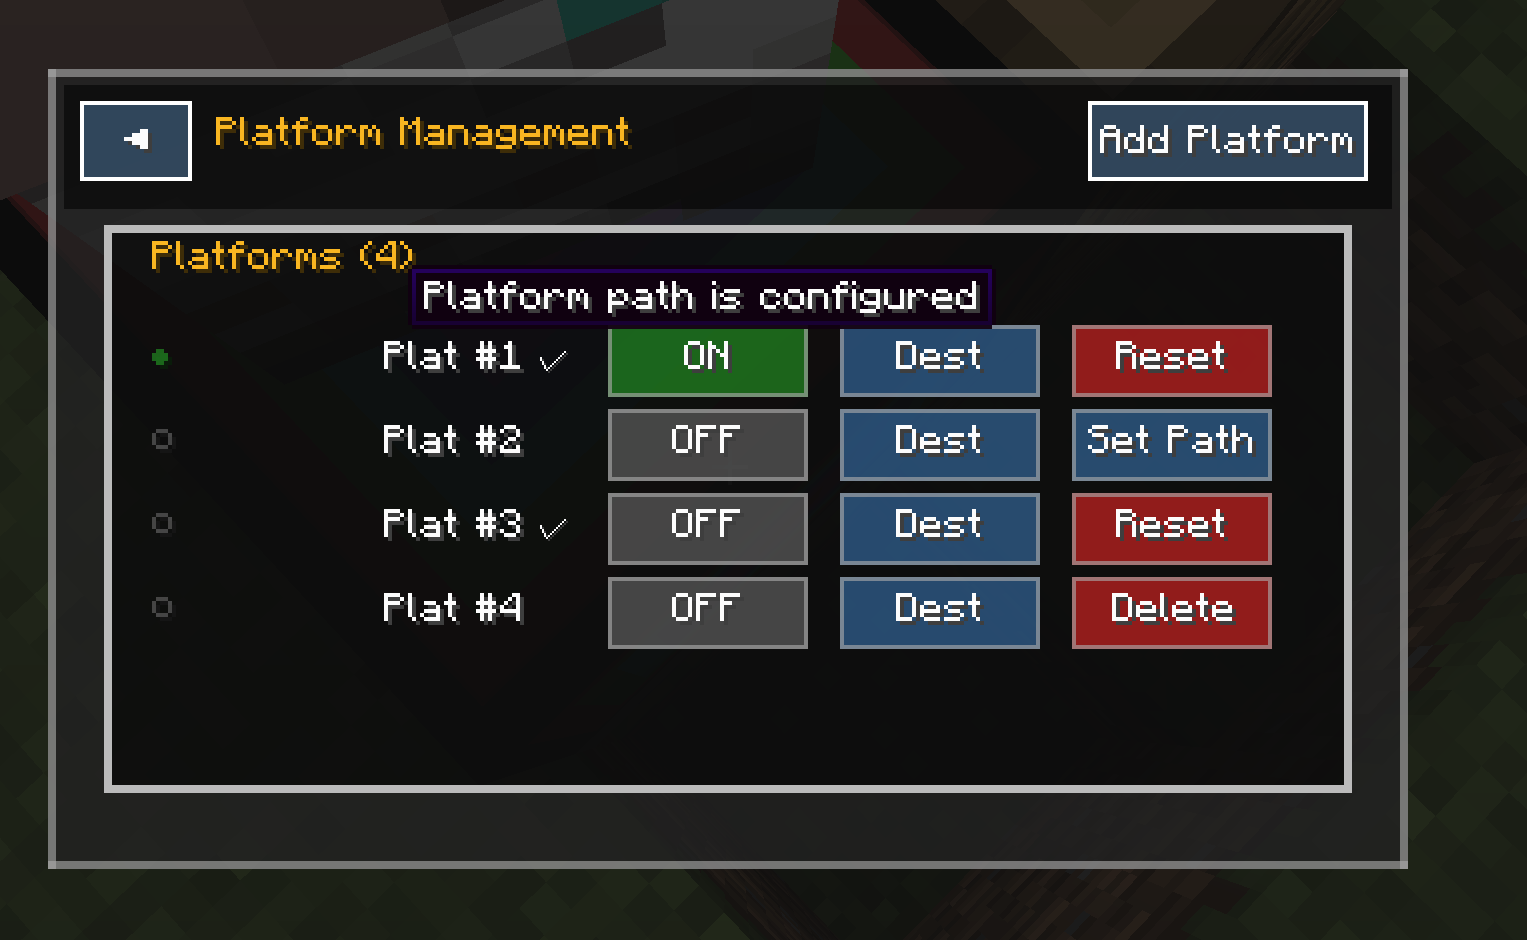 Platform Management
Add Platform
Platforms (4)
Platform path is configured
Plat #1 ✓ ON Dest Reset
Plat #2 OFF Dest Set Path
Plat #3 ✓ OFF Dest Reset
Plat #4 OFF Dest Delete